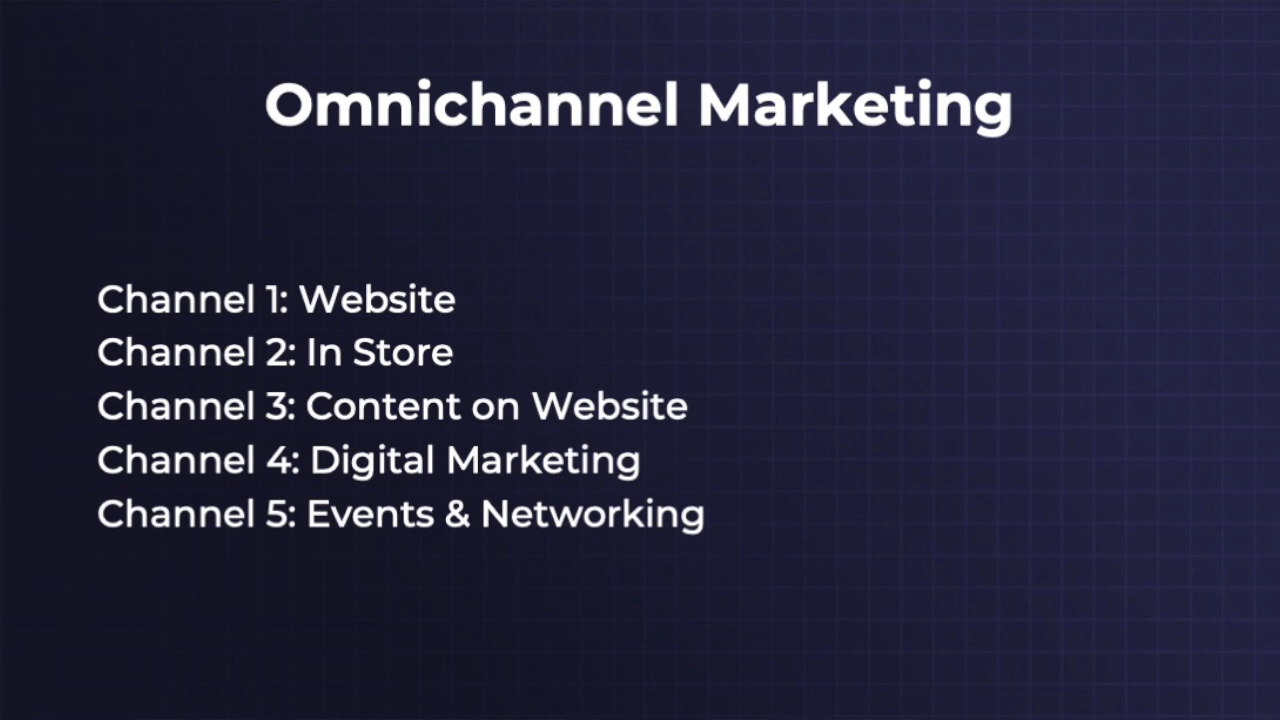 Omnichannel Marketing
Channel 1: Website
Channel 2: In Store
Channel 3: Content on Website
Channel 4: Digital Marketing
Channel 5: Events & Networking